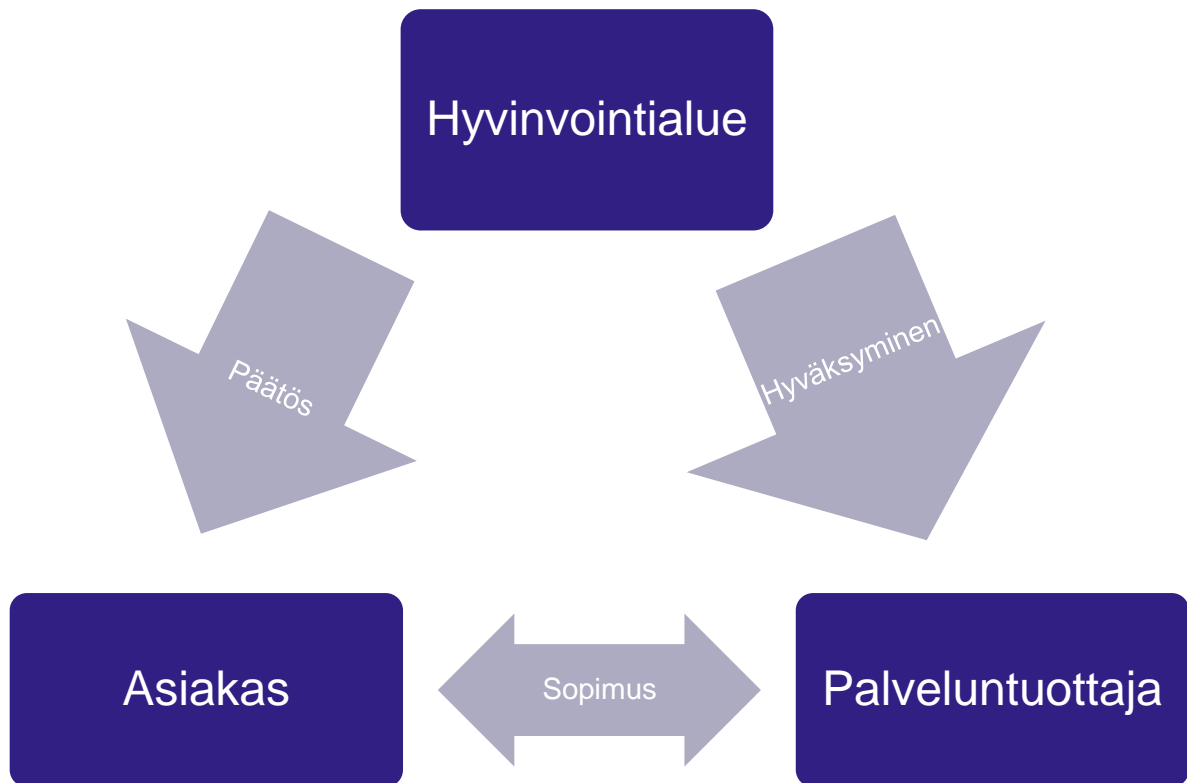 Hyvinvointialue
Päätös
Hyväksyminen
Asiakas
Sopimus
Palveluntuottaja